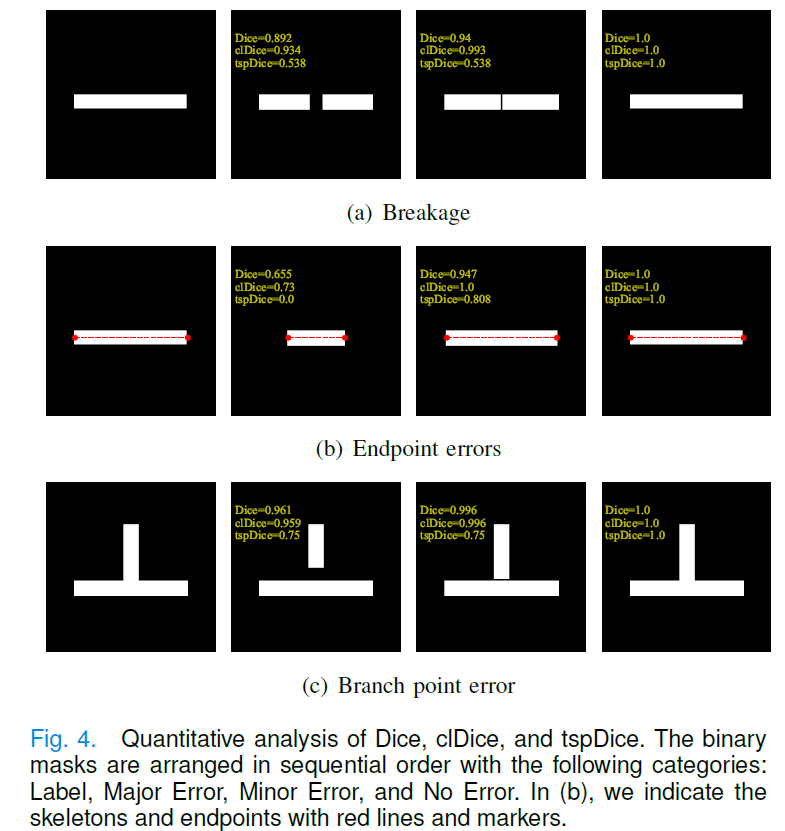 Dice=0.892
clDice=0.934
tspDice=0.538
Dice=0.94
clDice=0.993
tspDice=0.538
Dice=1.0
clDice=1.0
tspDice=1.0
(a) Breakage
Dice=0.655
clDice=0.73
tspDice=0.0
Dice=0.947
clDice=1.0
tspDice=0.808
Dice=1.0
clDice=1.0
tspDice=1.0
(b) Endpoint errors
Dice=0.961
clDice=0.959
tspDice=0.75
Dice=0.996
clDice=0.996
tspDice=0.75
Dice=1.0
clDice=1.0
tspDice=1.0
(c) Branch point error
Fig. 4. Quantitative analysis of Dice, clDice, and tspDice. The binary
masks are arranged in sequential order with the following categories:
Label, Major Error, Minor Error, and No Error. In (b), we indicate the
skeletons and endpoints with red lines and markers.